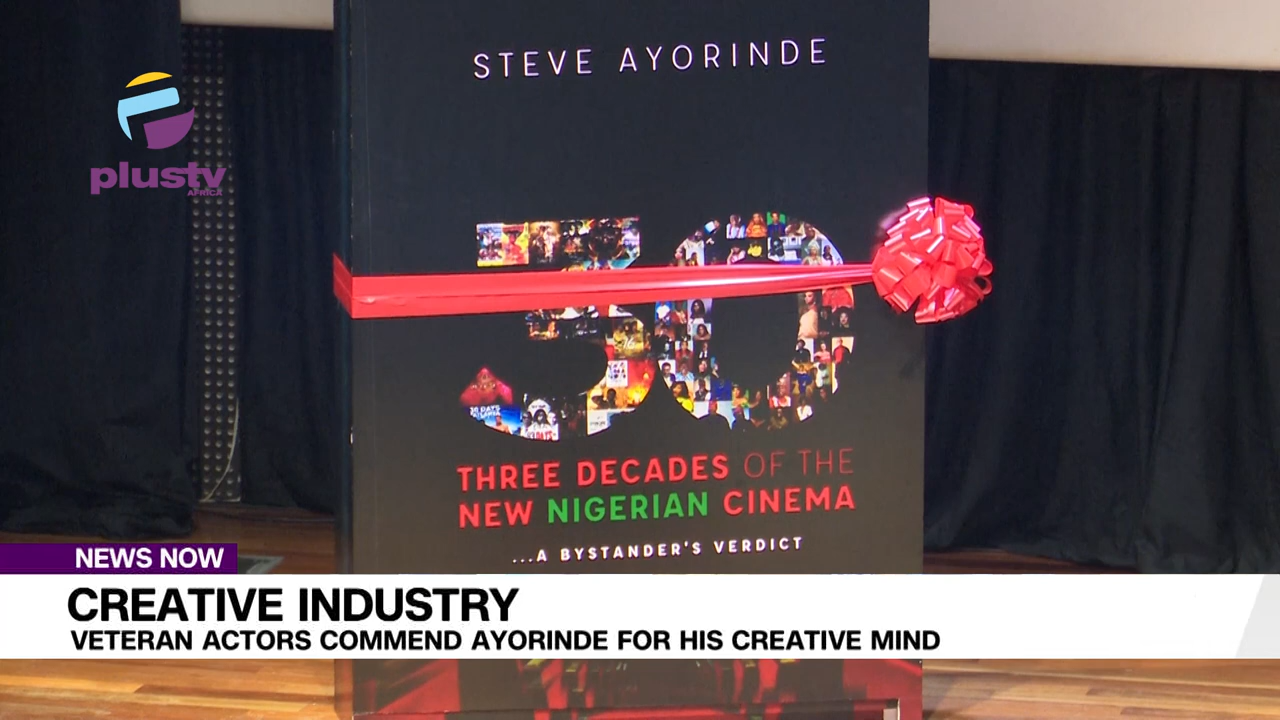 STEVE AYORINDE
plustv
AFRICA
30
THREE DECADES OF THE
NEW NIGERIAN CINEMA
...A BYSTANDER'S VERDICT
NEWS NOW
CREATIVE INDUSTRY
VETERAN ACTORS COMMEND AYORINDE FOR HIS CREATIVE MIND